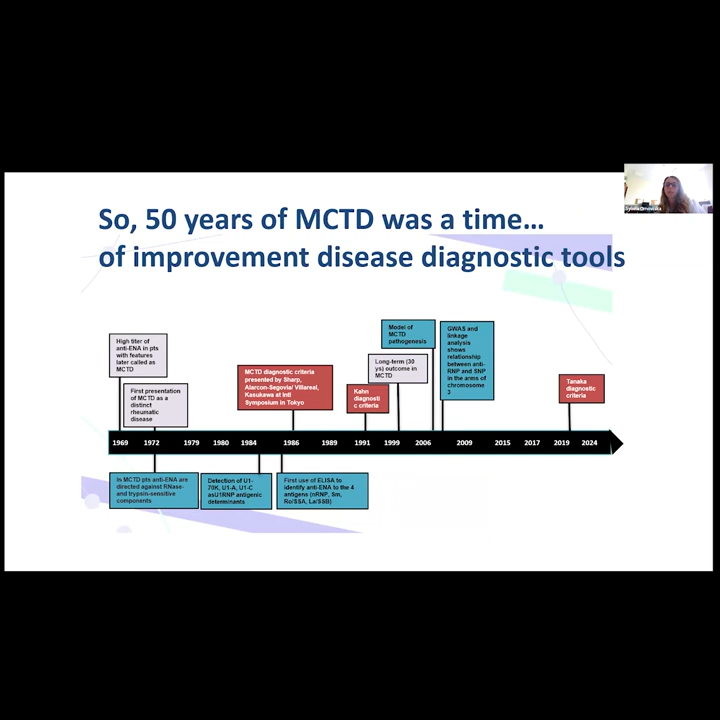 So, 50 years of MCTD was a time...
of improvement disease diagnostic tools
High titer of
anti-ENA in pts
with features
later called as
MCTD
First presentation
of MCTD as a
distinct
rheumatic
disease
MCTD diagnostic criteria
presented by Sharp,
Alarcon-Segovia/ Villareal,
Kasukawa at Intl
Symposium in Tokyo
Kahn
diagnosti
c criteria
Long-term (30
ys) outcome in
MCTD
Model of
MCTD
pathogenesis
GWAS and
linkage
analysis
shows
relationship
between anti-
RNP and SNP
in the arms of
chromosome
3
Tanaka
diagnostic
criteria
1969 1972 1979 1980 1984 1986 1989 1991 1999 2006 2009 2015 2017 2019 2024
In MCTD pts anti-ENA are
directed against RNase-
and trypsin-sensitive
components
Detection of U1-
70K, U1-A, U1-C
asU1RNP antigenic
determinants
First use of ELISA to
identify anti-ENA to the 4
antigens (nRNP, Sm,
Ro/SSA, La/SSB)